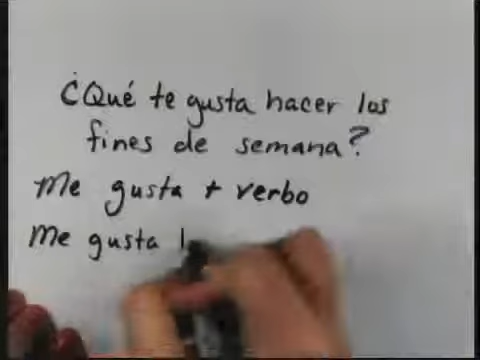 ¿Qué te gusta hacer los
fines de semana?
Me gusta + verbo
Me gusta l